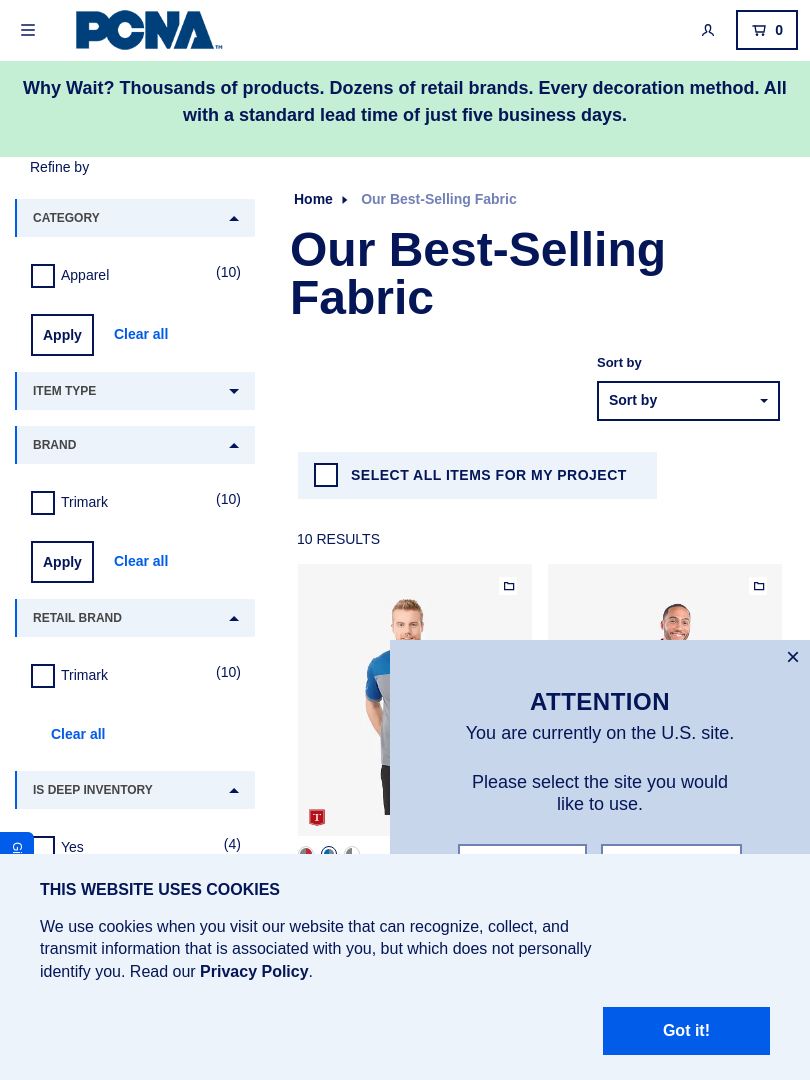 PCNA™
0
Why Wait? Thousands of products. Dozens of retail brands. Every decoration method. All
with a standard lead time of just five business days.
Refine by
CATEGORY
Apparel (10)
Apply Clear all
ITEM TYPE
BRAND
Trimark (10)
Apply Clear all
RETAIL BRAND
Trimark (10)
Clear all
IS DEEP INVENTORY
Yes (4)
Home Our Best-Selling Fabric
Our Best-Selling
Fabric
Sort by
Sort by
SELECT ALL ITEMS FOR MY PROJECT
10 RESULTS
T
ATTENTION
You are currently on the U.S. site.
Please select the site you would
like to use.
THIS WEBSITE USES COOKIES
We use cookies when you visit our website that can recognize, collect, and
transmit information that is associated with you, but which does not personally
identify you. Read our Privacy Policy.
Got it!